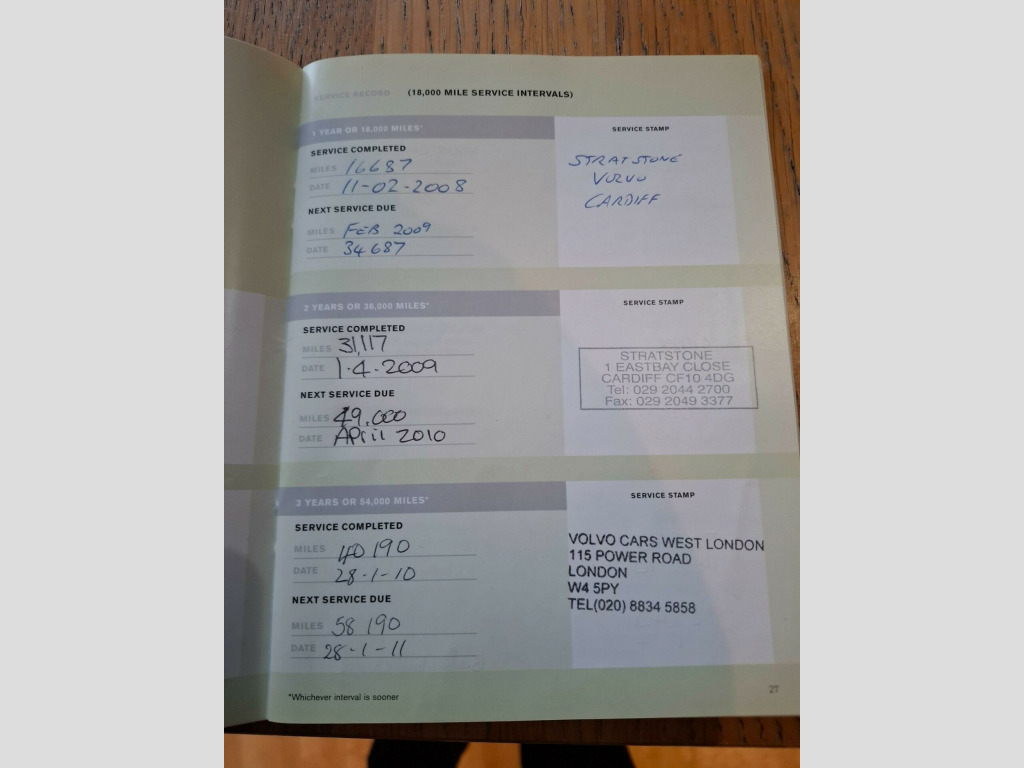 SERVICE RECORD (18,000 MILE SERVICE INTERVALS)
1 YEAR OR 18,000 MILES*
SERVICE STAMP
SERVICE COMPLETED
MILES 16687
DATE 11-02-2008
STRATSTONE
VOLVO
CARDIFF
NEXT SERVICE DUE
MILES FEB 2009
DATE 34687
2 YEARS OR 36,000 MILES*
SERVICE STAMP
SERVICE COMPLETED
MILES 31,117
DATE 1.4.2009
STRATSTONE
1 EASTBAY CLOSE
CARDIFF CF10 4DG
Tel: 029 2044 2700
Fax: 029 2049 3377
NEXT SERVICE DUE
MILES 49,000
DATE APril 2010
3 YEARS OR 54,000 MILES*
SERVICE STAMP
SERVICE COMPLETED
MILES 40 190
DATE 28-1-10
VOLVO CARS WEST LONDON
115 POWER ROAD
LONDON
W4 5PY
TEL(020) 8834 5858
NEXT SERVICE DUE
MILES 58 190
DATE 28-1-11
*Whichever interval is sooner
27